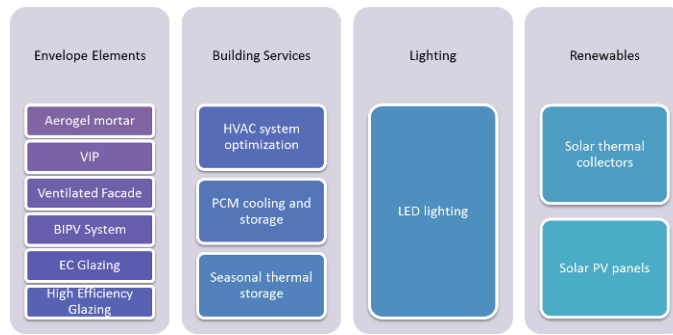 Envelope Elements
Aerogel mortar
VIP
Ventilated Facade
BIPV System
EC Glazing
High Efficiency
Glazing
Building Services
HVAC system
optimization
PCM cooling and
storage
Seasonal thermal
storage
Lighting
LED lighting
Renewables
Solar thermal
collectors
Solar PV panels